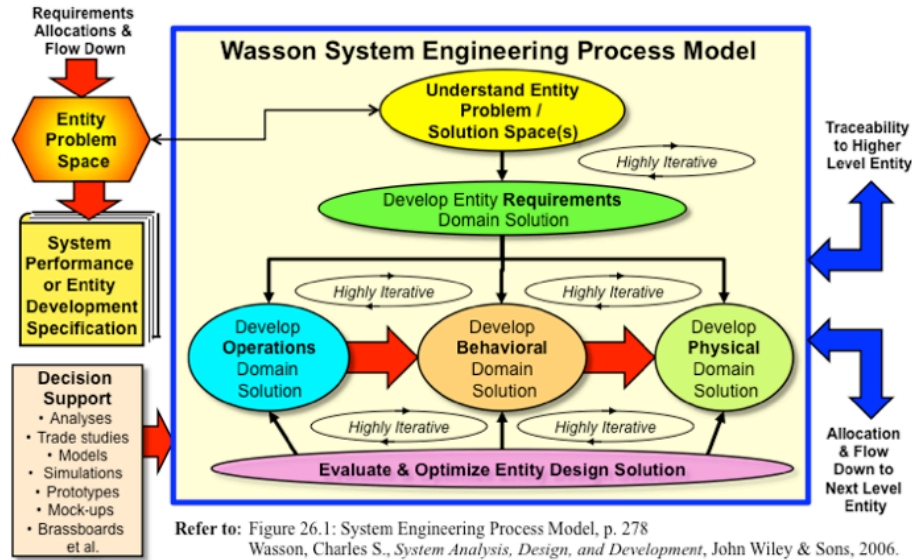 Requirements
Allocations &
Flow Down
Entity
Problem
Space
System
Performance
or Entity
Development
Specification
Decision
Support
• Analyses
• Trade studies
• Models
• Simulations
• Prototypes
• Mock-ups
• Brassboards
et al.
Wasson System Engineering Process Model
Understand Entity
Problem /
Solution Space(s)
Highly Iterative
Develop Entity Requirements
Domain Solution
Highly Iterative
Highly Iterative
Develop
Operations
Domain
Solution
Develop
Behavioral
Domain
Solution
Develop
Physical
Domain
Solution
Highly Iterative
Highly Iterative
Evaluate & Optimize Entity Design Solution
Traceability
to Higher
Level Entity
Allocation
& Flow
Down to
Next Level
Entity
Refer to: Figure 26.1: System Engineering Process Model, p. 278
Wasson, Charles S., System Analysis, Design, and Development, John Wiley & Sons, 2006.